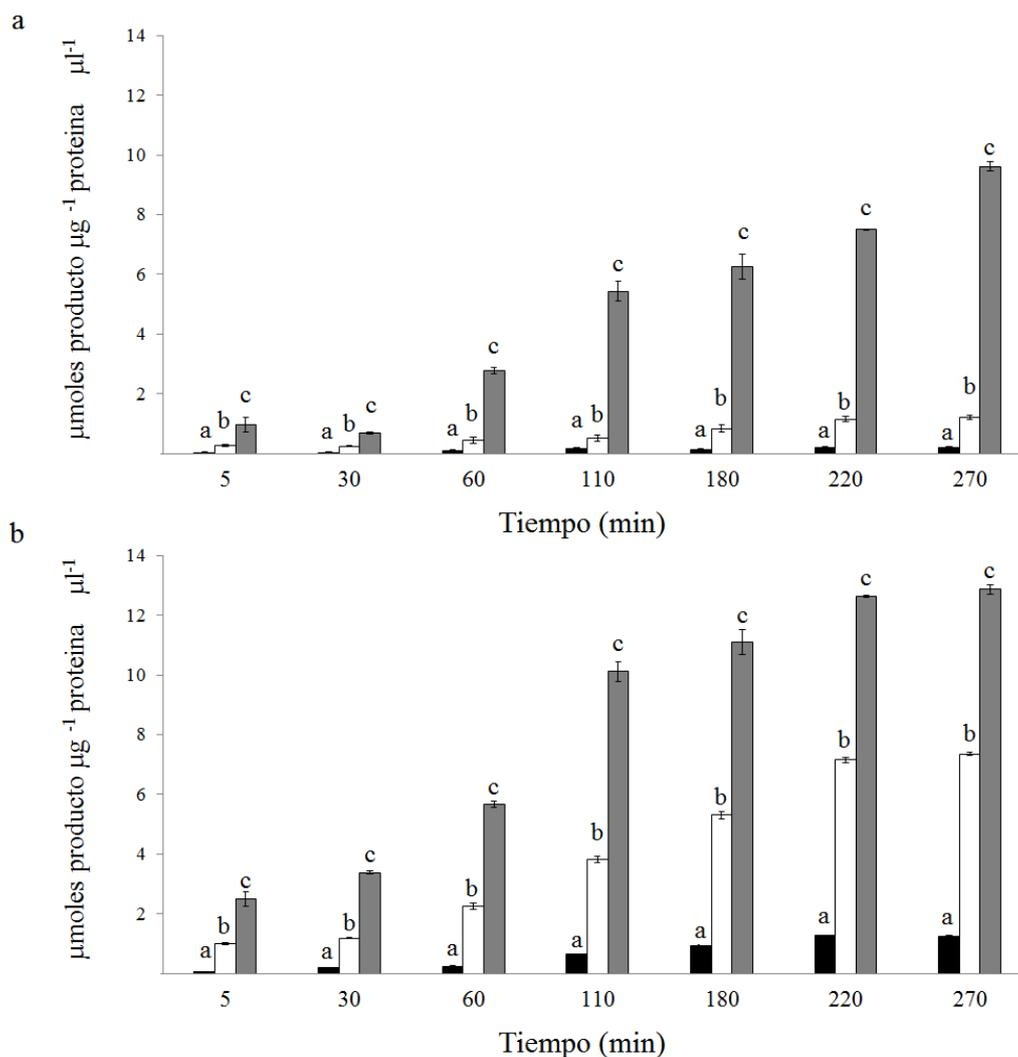 a
μmoles producto μg -1 proteina μl-1
14
12
10
8
6
4
2
a b c a b c a b c a b c a b c a b c a b c
5 30 60 110 180 220 270
Tiempo (min)
b
μmoles producto μg -1 proteina μl-1
14
12
10
8
6
4
2
a b c a b c a b c a b c a b c a b c a b c
5 30 60 110 180 220 270
Tiempo (min)